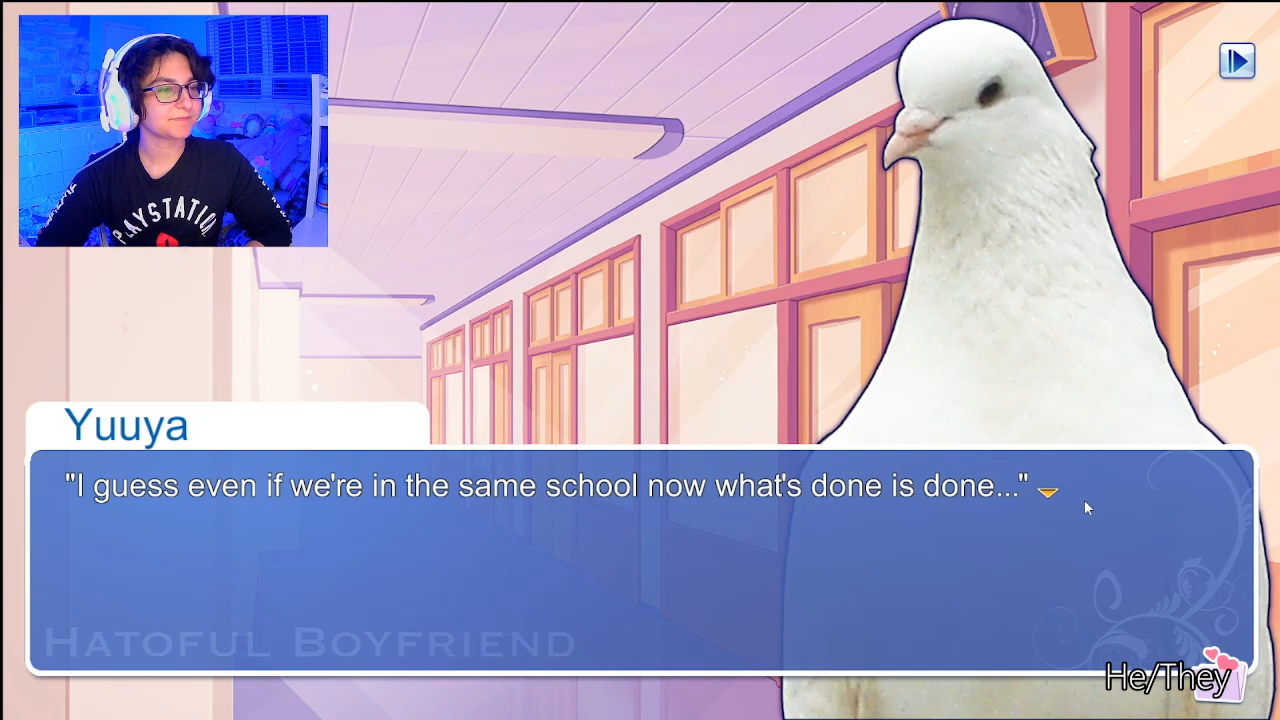 PLAYSTATION
Yuuya
"I guess even if we're in the same school now what's done is done..."
HATOFUL BOYFRIEND
He/They